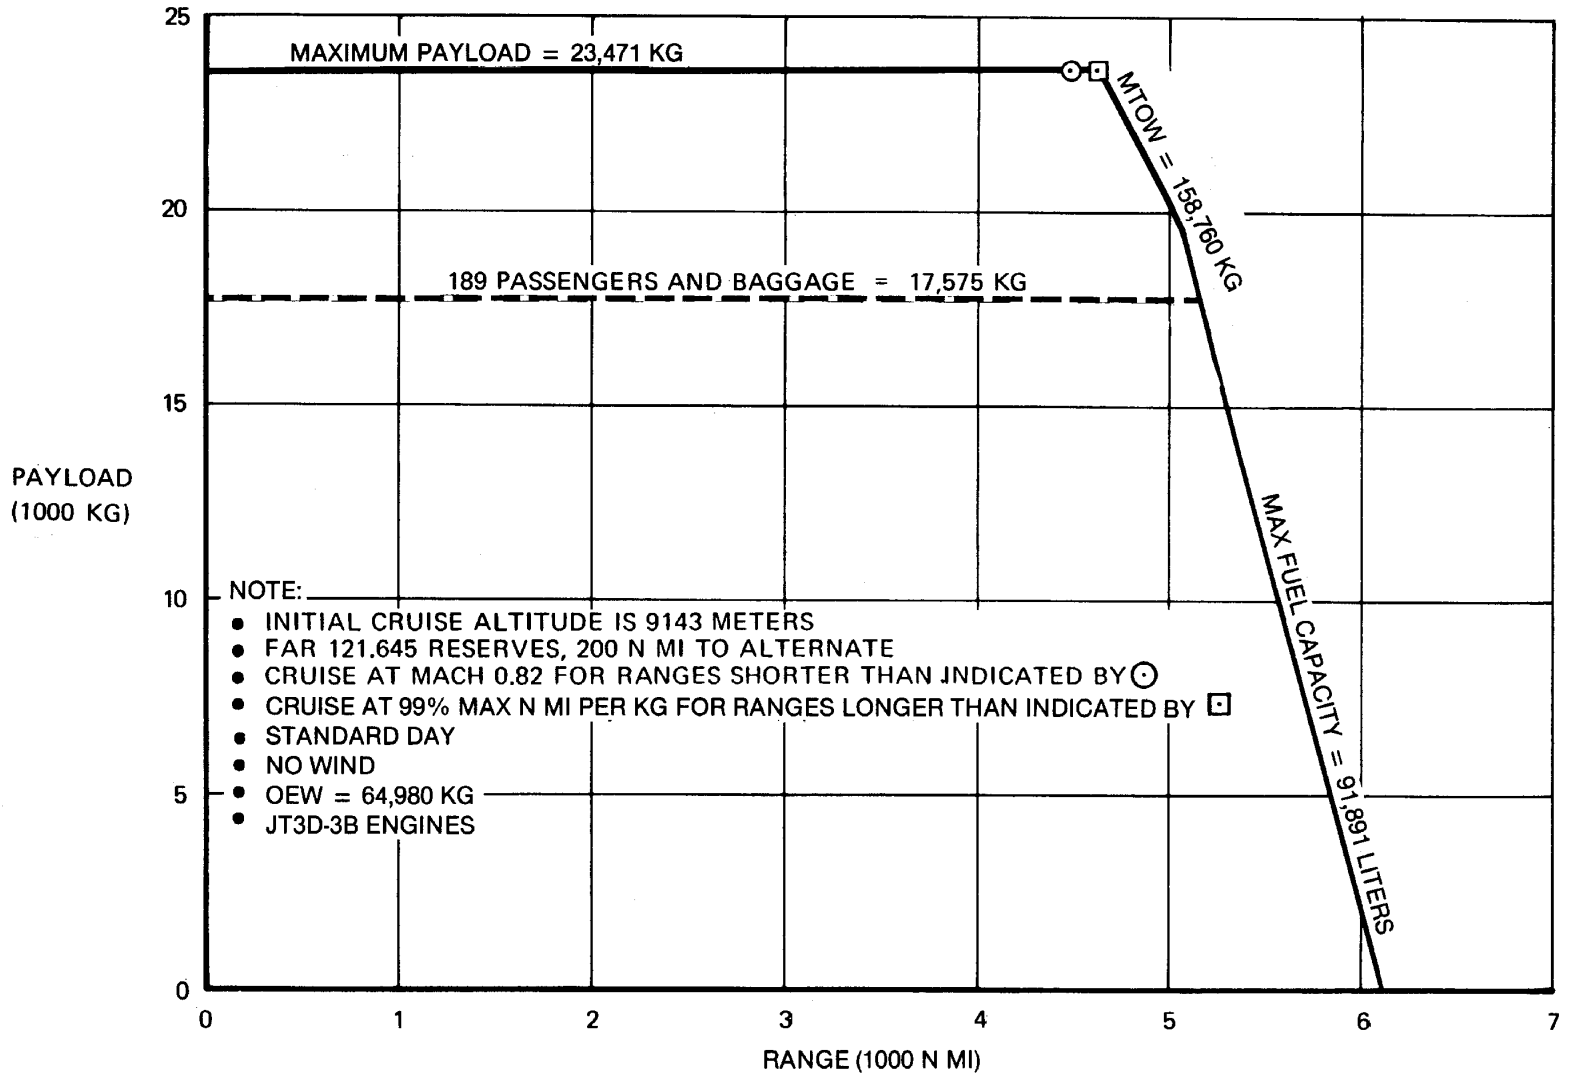 25
MAXIMUM PAYLOAD = 23,471 KG
MTOW = 158,760 KG
20
189 PASSENGERS AND BAGGAGE = 17,575 KG
15
PAYLOAD
(1000 KG)
MAX FUEL CAPACITY = 91,891 LITERS
10
NOTE:
• INITIAL CRUISE ALTITUDE IS 9143 METERS
• FAR 121.645 RESERVES, 200 N MI TO ALTERNATE
• CRUISE AT MACH 0.82 FOR RANGES SHORTER THAN INDICATED BY ⊙
• CRUISE AT 99% MAX N MI PER KG FOR RANGES LONGER THAN INDICATED BY ⊡
• STANDARD DAY
• NO WIND
5
• OEW = 64,980 KG
• JT3D-3B ENGINES
0
0 1 2 3 4 5 6 7
RANGE (1000 N MI)